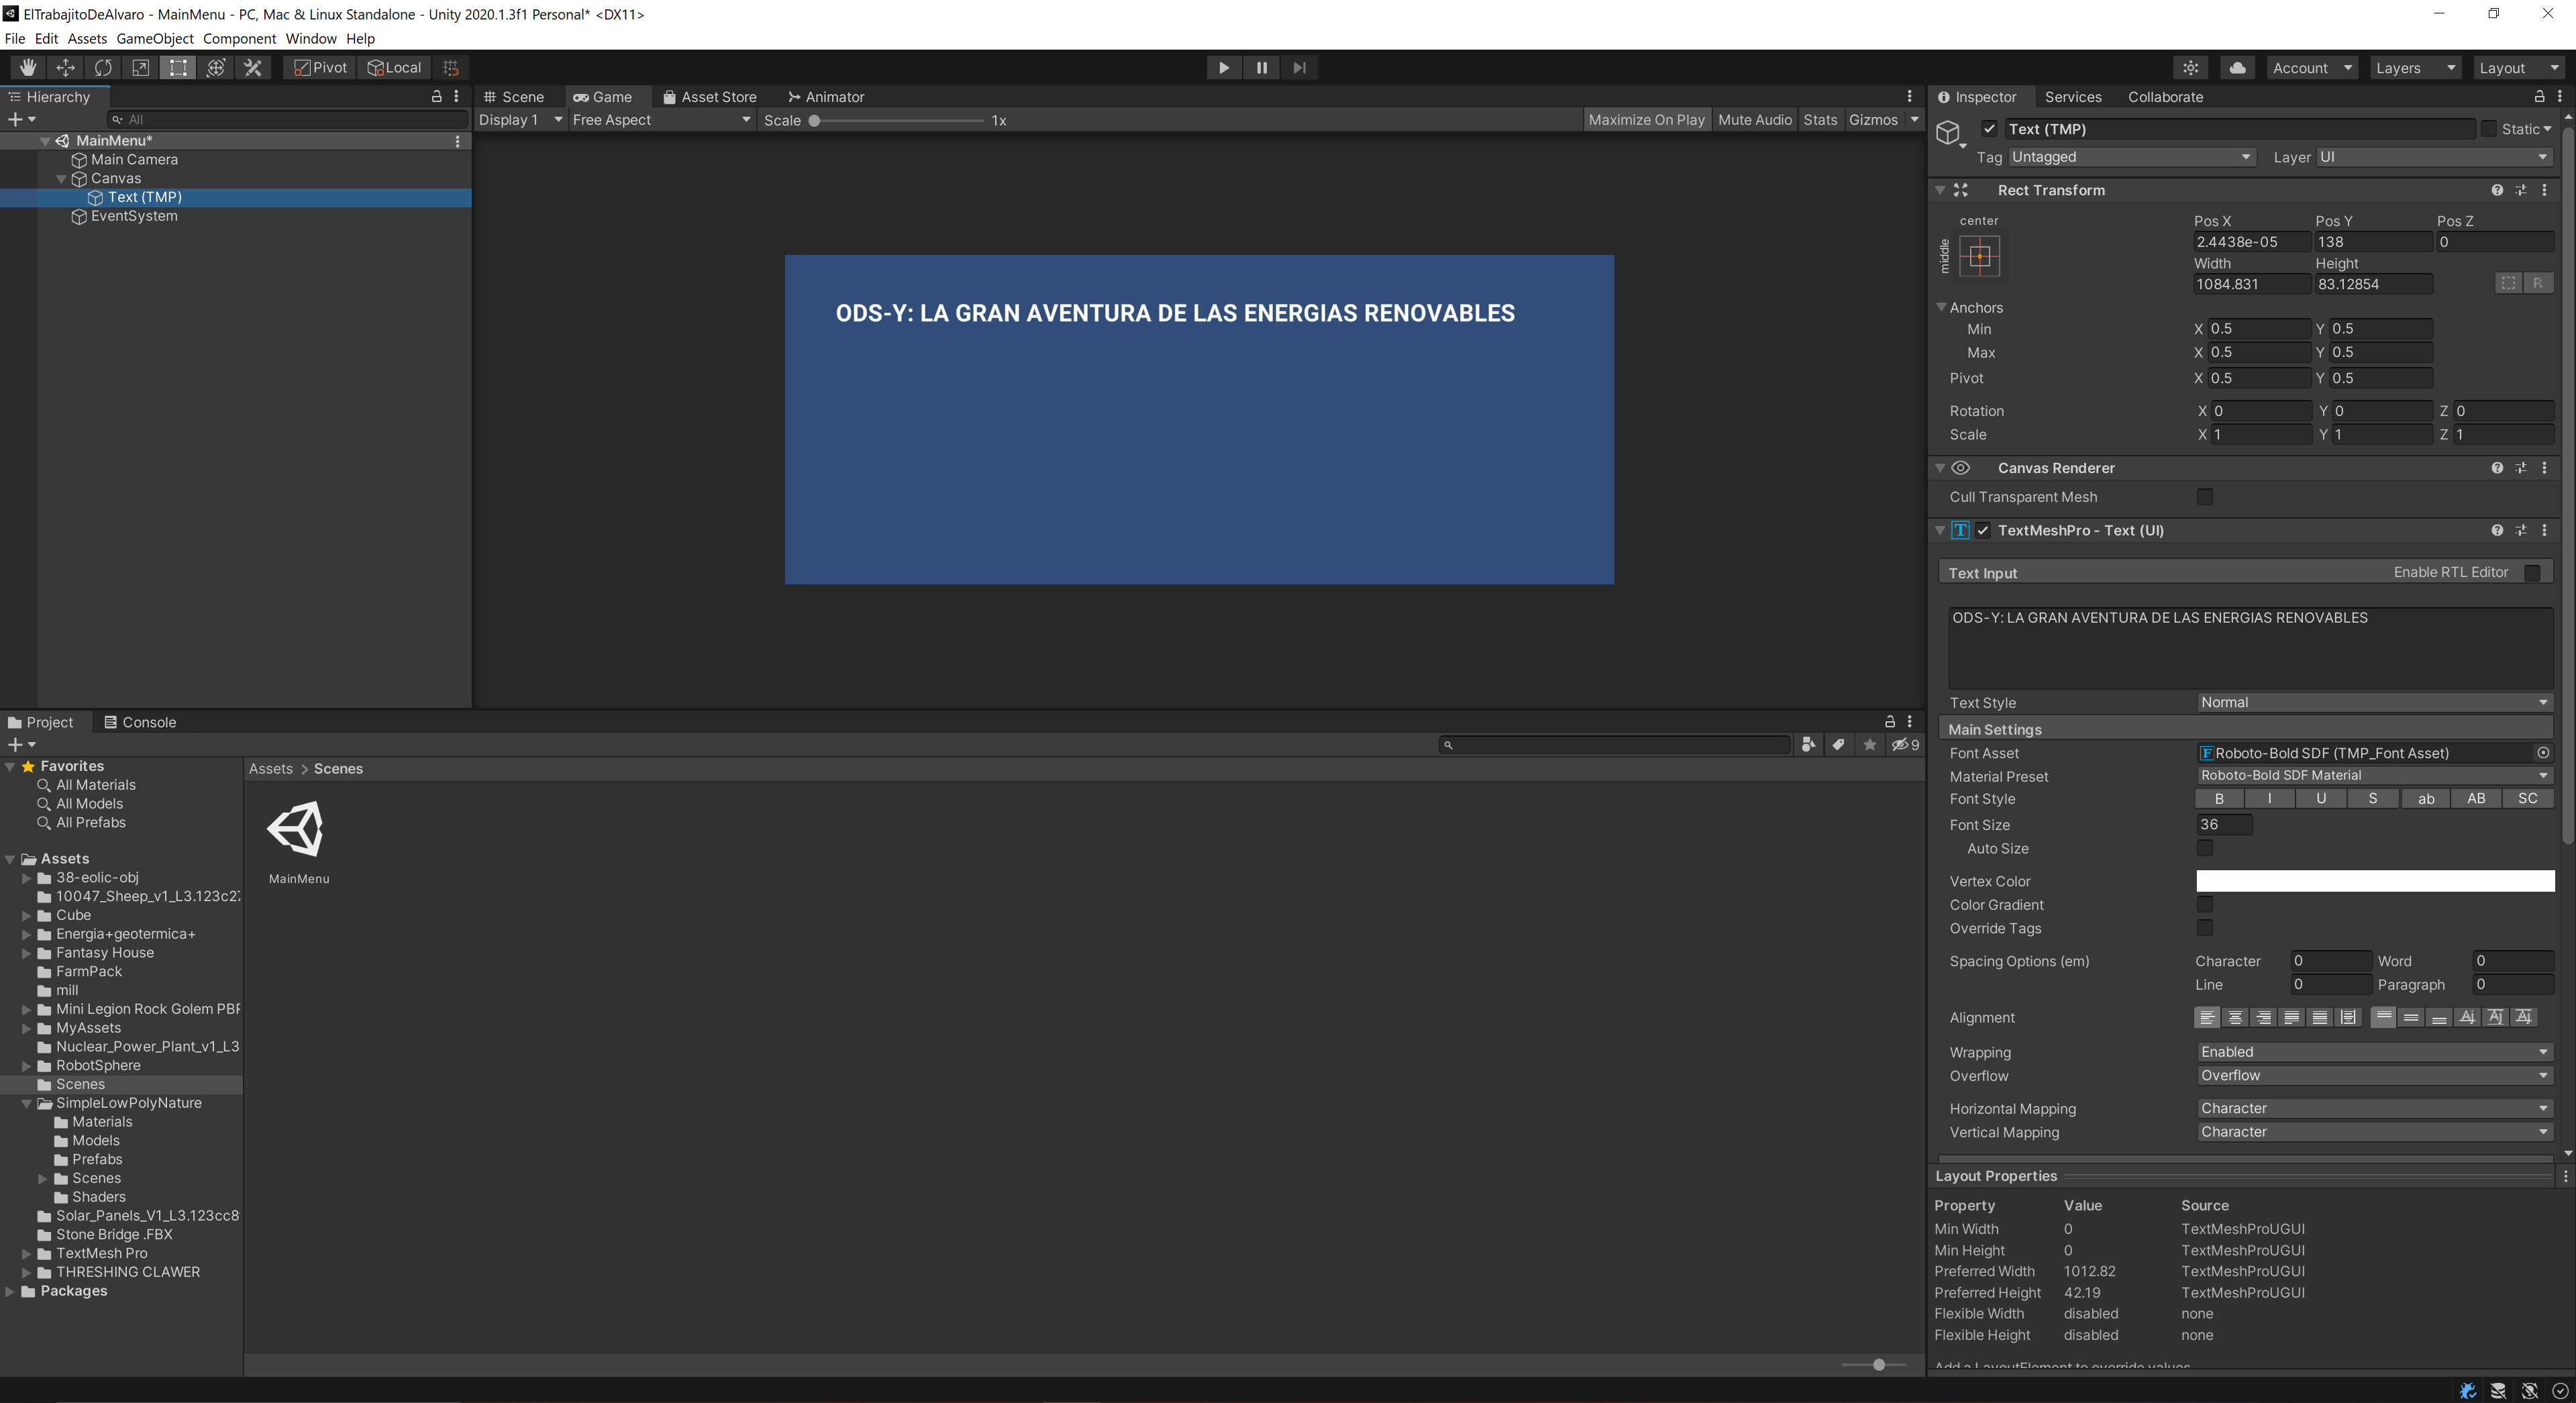 ElTrabajitoDeAlvaro - MainMenu - PC, Mac & Linux Standalone - Unity 2020.1.3f1 Personal* <DX11>
File Edit Assets GameObject Component Window Help
Pivot Local Account Layers Layout
Hierarchy
All
MainMenu*
Main Camera
Canvas
Text (TMP)
EventSystem
Scene Game Asset Store Animator
Display 1 Free Aspect Scale 1x Maximize On Play Mute Audio Stats Gizmos
ODS-Y: LA GRAN AVENTURA DE LAS ENERGIAS RENOVABLES
Project Console
9
Favorites
All Materials
All Models
All Prefabs
Assets
38-eolic-obj
10047_Sheep_v1_L3.123c2
Cube
Energia+geotermica+
Fantasy House
FarmPack
mill
Mini Legion Rock Golem PBR
MyAssets
Nuclear_Power_Plant_v1_L3
RobotSphere
Scenes
SimpleLowPolyNature
Materials
Models
Prefabs
Scenes
Shaders
Solar_Panels_V1_L3.123cc8
Stone Bridge .FBX
TextMesh Pro
THRESHING CLAWER
Packages
Assets > Scenes
MainMenu
Inspector Services Collaborate
Text (TMP) Static
Tag Untagged Layer UI
Rect Transform
center
middle
Pos X Pos Y Pos Z
2.4438e-05 138 0
Width Height
1084.831 83.12854 R
Anchors
Min X 0.5 Y 0.5
Max X 0.5 Y 0.5
Pivot X 0.5 Y 0.5
Rotation X 0 Y 0 Z 0
Scale X 1 Y 1 Z 1
Canvas Renderer
Cull Transparent Mesh
T TextMeshPro - Text (UI)
Text Input Enable RTL Editor
ODS-Y: LA GRAN AVENTURA DE LAS ENERGIAS RENOVABLES
Text Style Normal
Main Settings
Font Asset F Roboto-Bold SDF (TMP_Font Asset)
Material Preset Roboto-Bold SDF Material
Font Style B I U S ab AB SC
Font Size 36
Auto Size
Vertex Color
Color Gradient
Override Tags
Spacing Options (em) Character 0 Word 0
Line 0 Paragraph 0
Alignment
Wrapping Enabled
Overflow Overflow
Horizontal Mapping Character
Vertical Mapping Character
Layout Properties
Property Value Source
Min Width 0 TextMeshProUGUI
Min Height 0 TextMeshProUGUI
Preferred Width 1012.82 TextMeshProUGUI
Preferred Height 42.19 TextMeshProUGUI
Flexible Width disabled none
Flexible Height disabled none
Add a LayoutElement to override values